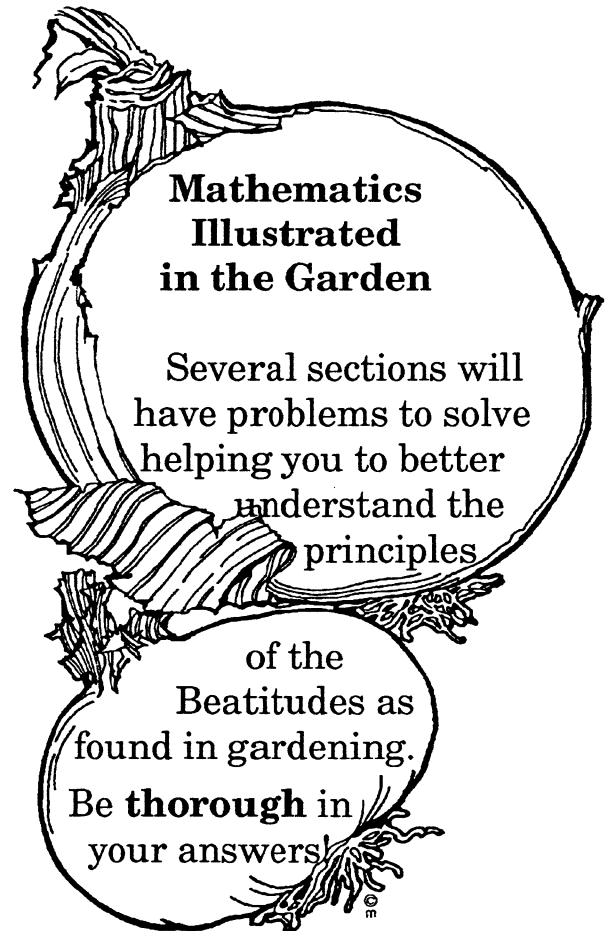 Mathematics
Illustrated
in the Garden
Several sections will
have problems to solve
helping you to better
understand the
principles
of the
Beatitudes as
found in gardening.
Be thorough in
your answers!
©
m